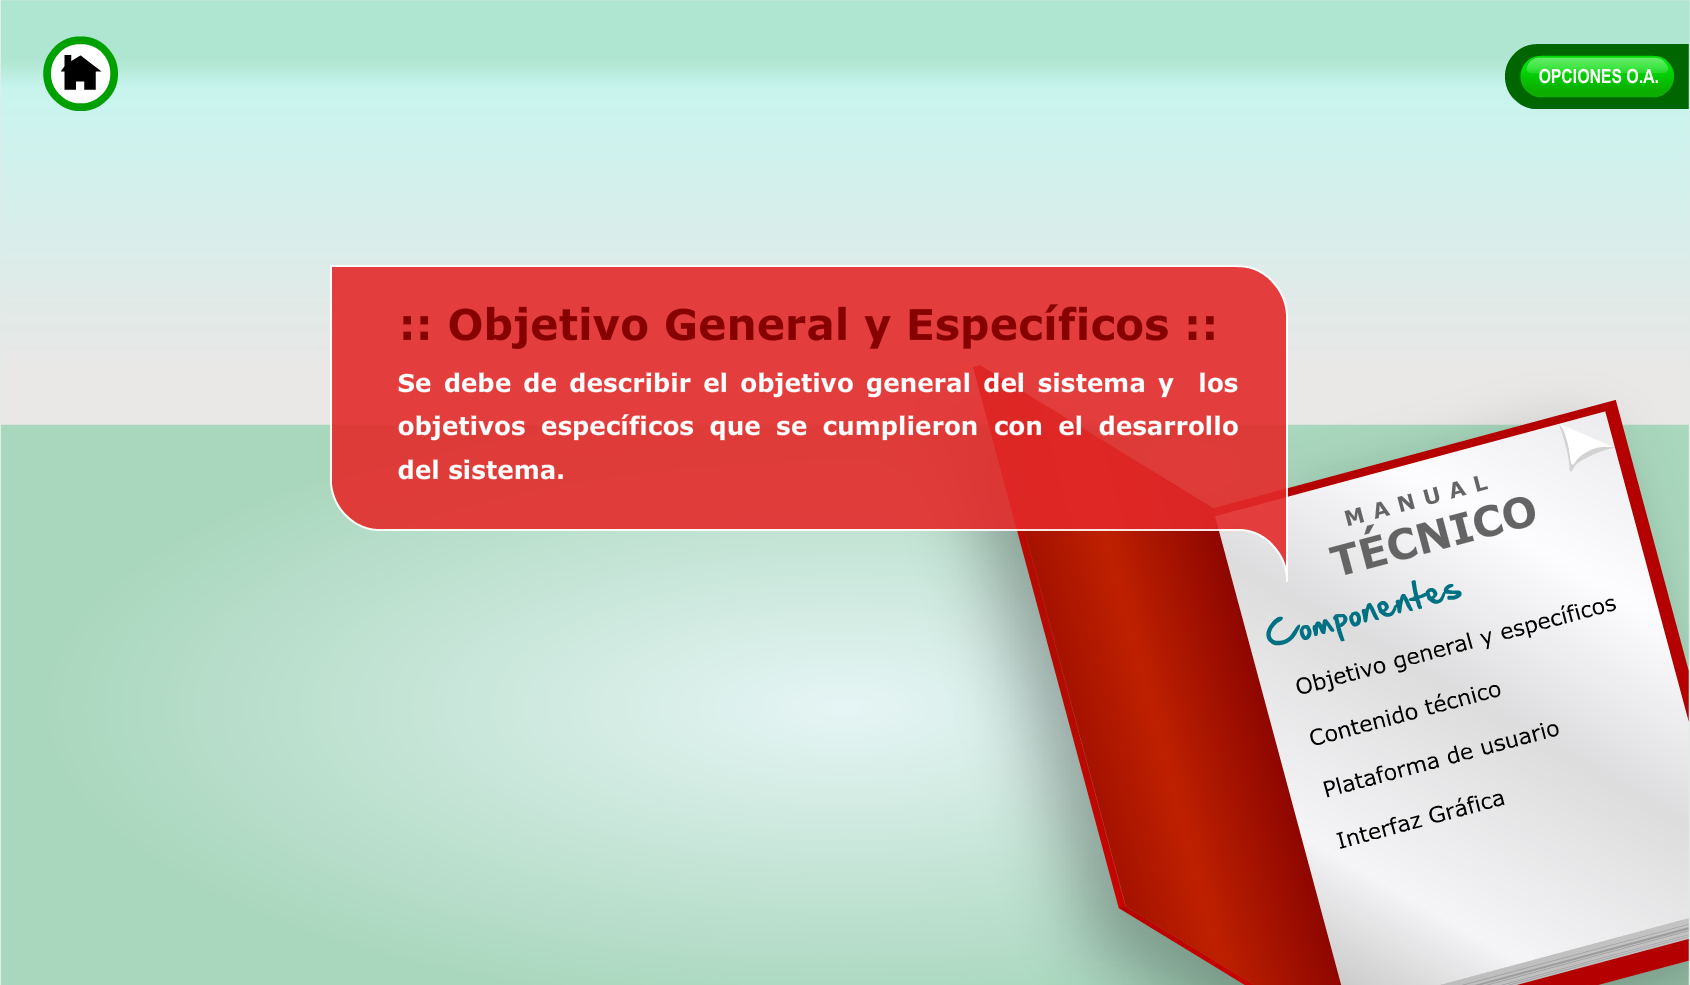 OPCIONES O.A.
:: Objetivo General y Específicos ::
Se debe de describir el objetivo general del sistema y los
objetivos específicos que se cumplieron con el desarrollo
del sistema.
MANUAL
TÉCNICO
Componentes
Objetivo general y específicos
Contenido técnico
Plataforma de usuario
Interfaz Gráfica